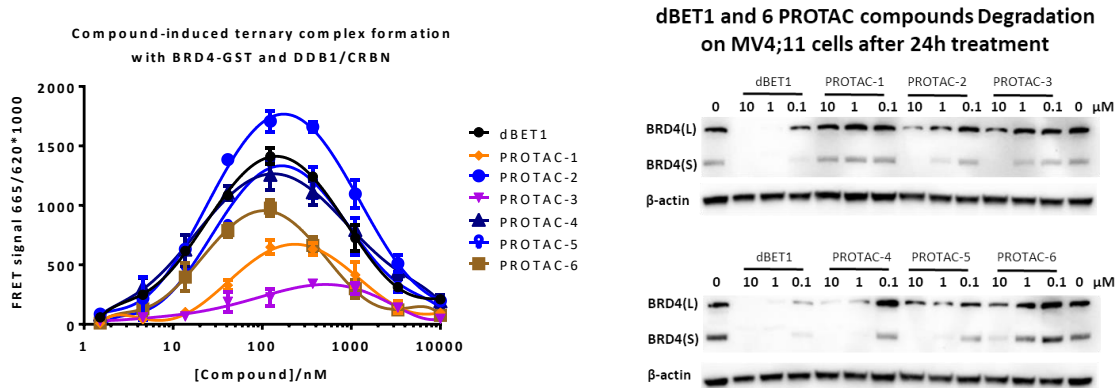 Compound-induced ternary complex formation
with BRD4-GST and DDB1/CRBN
FRET signal 665/620*1000
2000
1500
1000
500
0
1
10
100
1000
10000
[Compound]/nM
dBET1
PROTAC-1
PROTAC-2
PROTAC-3
PROTAC-4
PROTAC-5
PROTAC-6
dBET1 and 6 PROTAC compounds Degradation
on MV4;11 cells after 24h treatment
dBET1 PROTAC-1 PROTAC-2 PROTAC-3
0 10 1 0.1 10 1 0.1 10 1 0.1 10 1 0.1 0 μM
BRD4(L)
BRD4(S)
β-actin
dBET1 PROTAC-4 PROTAC-5 PROTAC-6
0 10 1 0.1 10 1 0.1 10 1 0.1 10 1 0.1 0 μM
BRD4(L)
BRD4(S)
β-actin